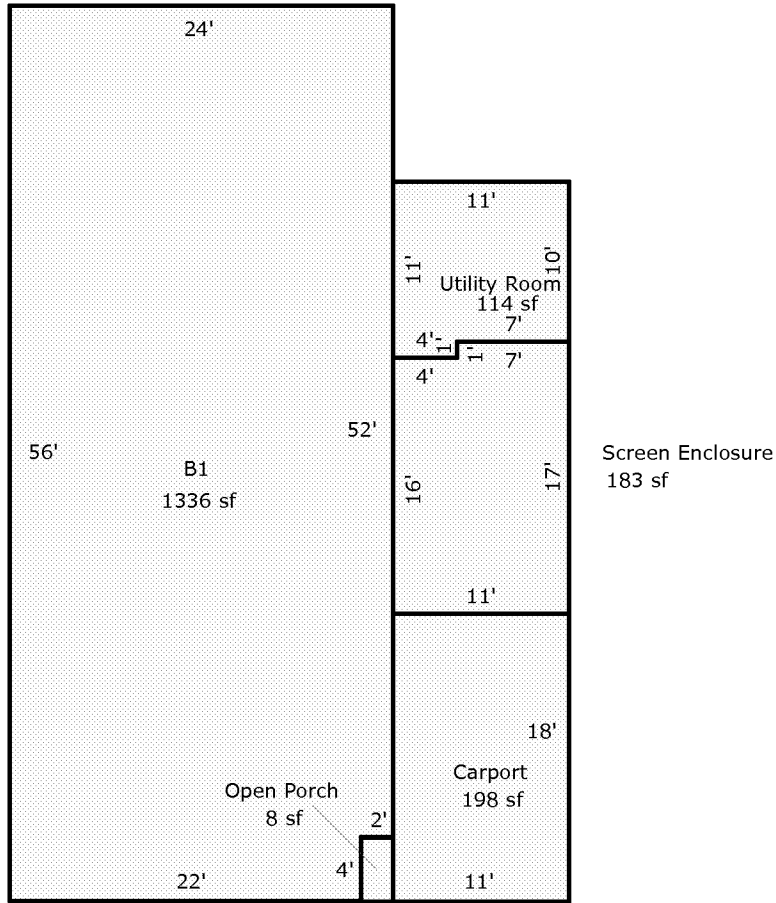 24'
11'
11'
10'
Utility Room
114 sf
7'
4'
1'
1'
7'
4'
52'
56'
B1
1336 sf
16'
17'
Screen Enclosure
183 sf
11'
18'
Carport
198 sf
Open Porch
8 sf
2'
4'
22'
11'